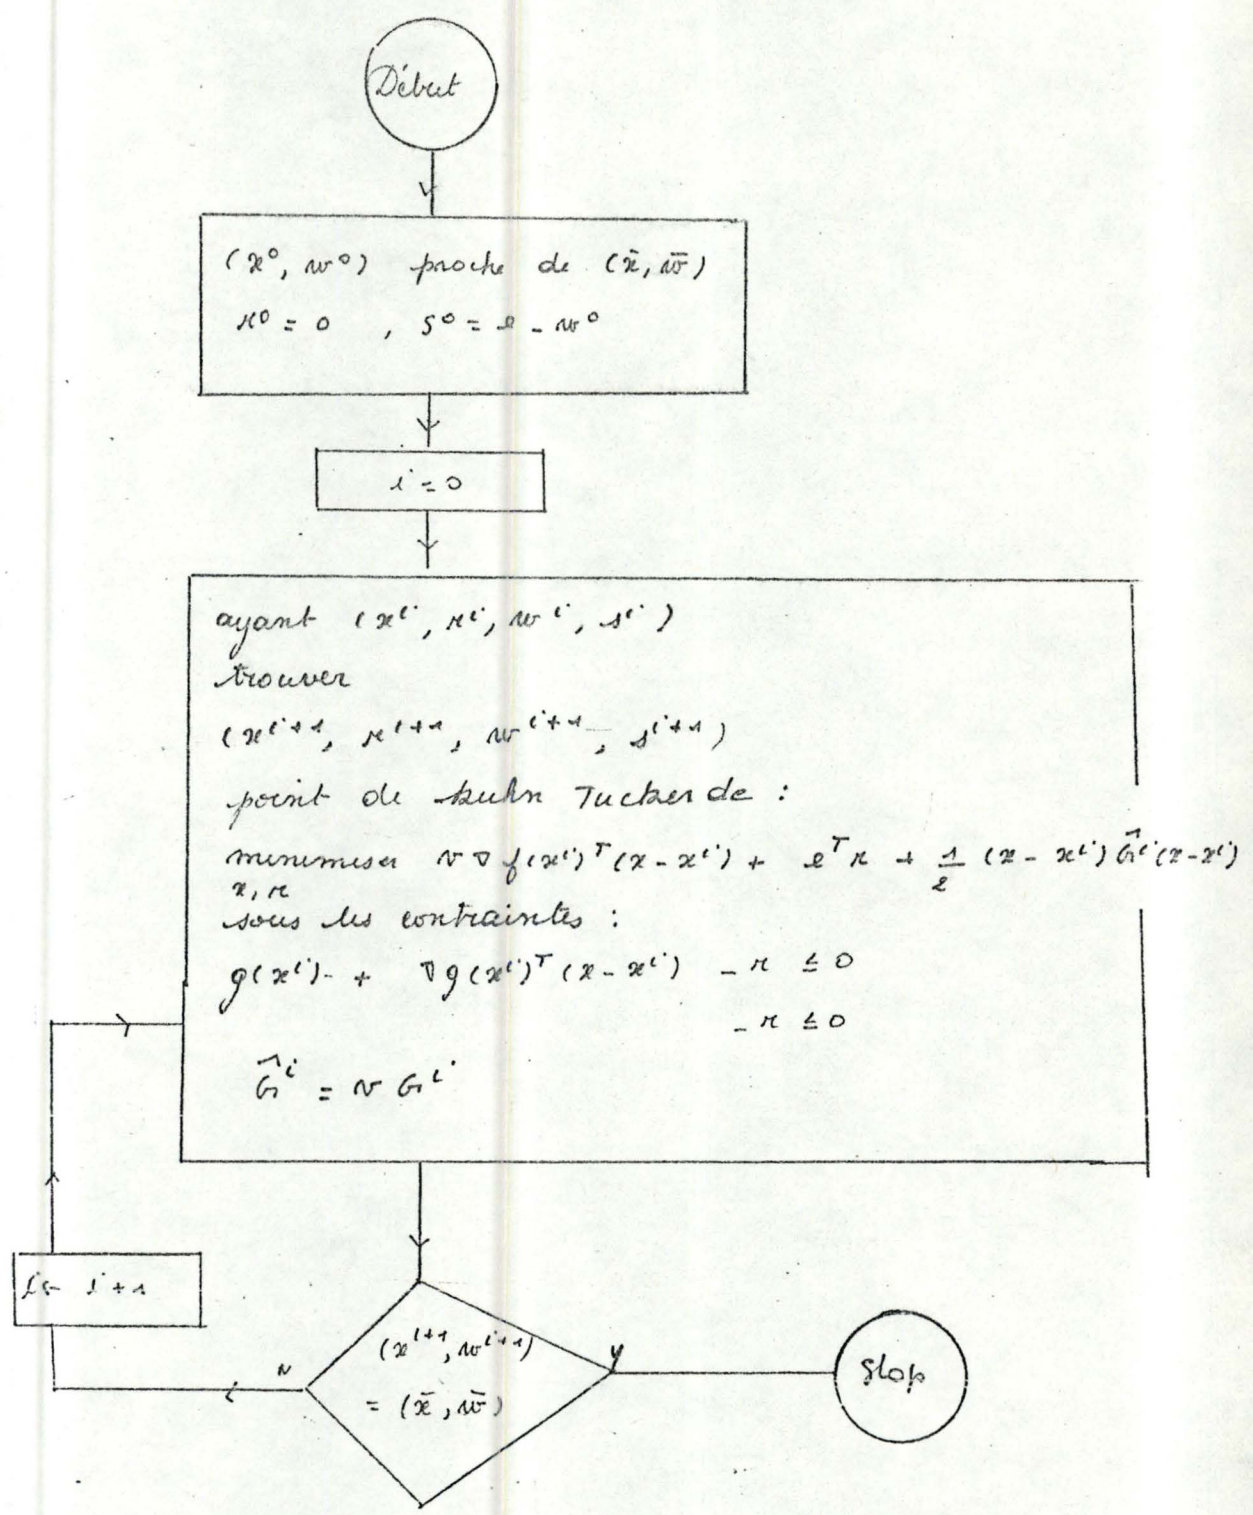 Début
(x⁰, w⁰) proche de (x̄, w̄)
r⁰ = 0 , s⁰ = e - w⁰
i = 0
ayant (xⁱ, rⁱ, wⁱ, sⁱ)
trouver
(xⁱ⁺¹, rⁱ⁺¹, wⁱ⁺¹, sⁱ⁺¹)
point de kuhn Tucker de :
minimiser v ∇f(xⁱ)ᵀ(x - xⁱ) + eᵀr + 1/2 (x - xⁱ) Ĝⁱ (x - xⁱ)
x, r
sous les contraintes :
g(xⁱ) + ∇g(xⁱ)ᵀ(x - xⁱ) - r ≤ 0
- r ≤ 0
Ĝⁱ = v Gⁱ
i ← i+1
(xⁱ⁺¹, wⁱ⁺¹)
= (x̄, w̄)
N
Y
Stop